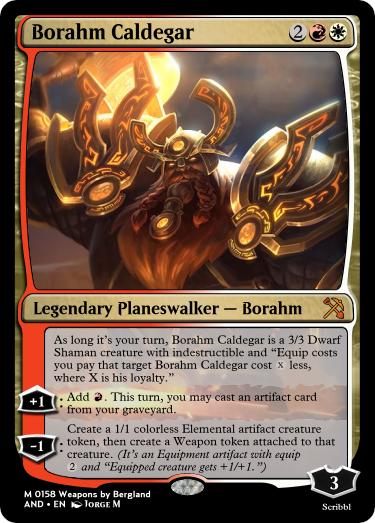 Borahm Caldegar 2
Legendary Planeswalker — Borahm
As long it's your turn, Borahm Caldegar is a 3/3 Dwarf
Shaman creature with indestructible and “Equip costs
you pay that target Borahm Caldegar cost X less,
where X is his loyalty.”
+1: Add R. This turn, you may cast an artifact
card from your graveyard.
Create a 1/1 colorless Elemental artifact creature
-1: token, then create a Weapon token attached to that
creature. (It's an Equipment artifact with equip
2 and “Equipped creature gets +1/+1.”)
3
M 0158 Weapons by Bergland
AND • EN Jorge M
Scribbl